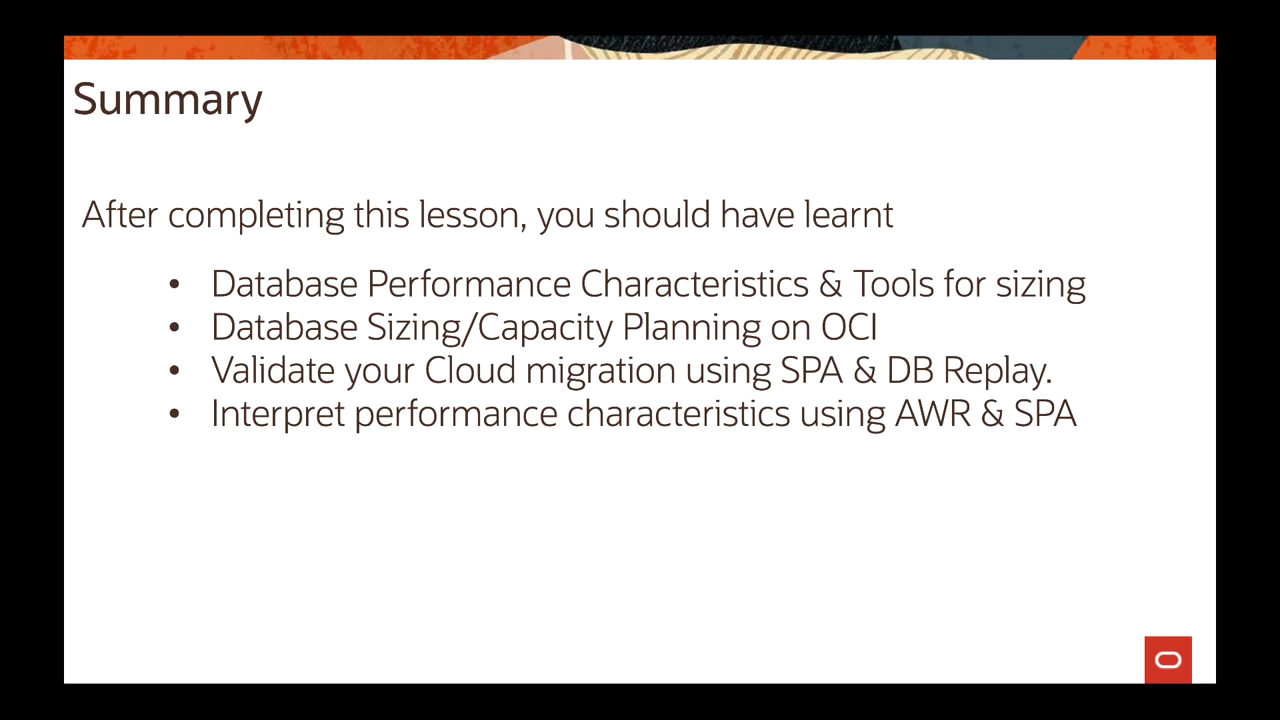 Summary
After completing this lesson, you should have learnt
• Database Performance Characteristics & Tools for sizing
• Database Sizing/Capacity Planning on OCI
• Validate your Cloud migration using SPA & DB Replay.
• Interpret performance characteristics using AWR & SPA